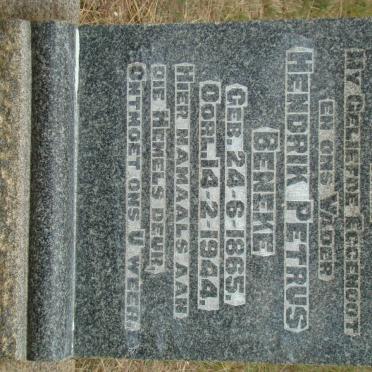 MY GELIEFDE EGGENOOT
EN ONS VADER
HENDRIK PETRUS
BENEKE
GEB. 24-6-1865.
OORL. 14-2-1944.
HIER NAMAALS AAN
DIE HEMELS DEUR,
ONTMOET ONS U WEER.